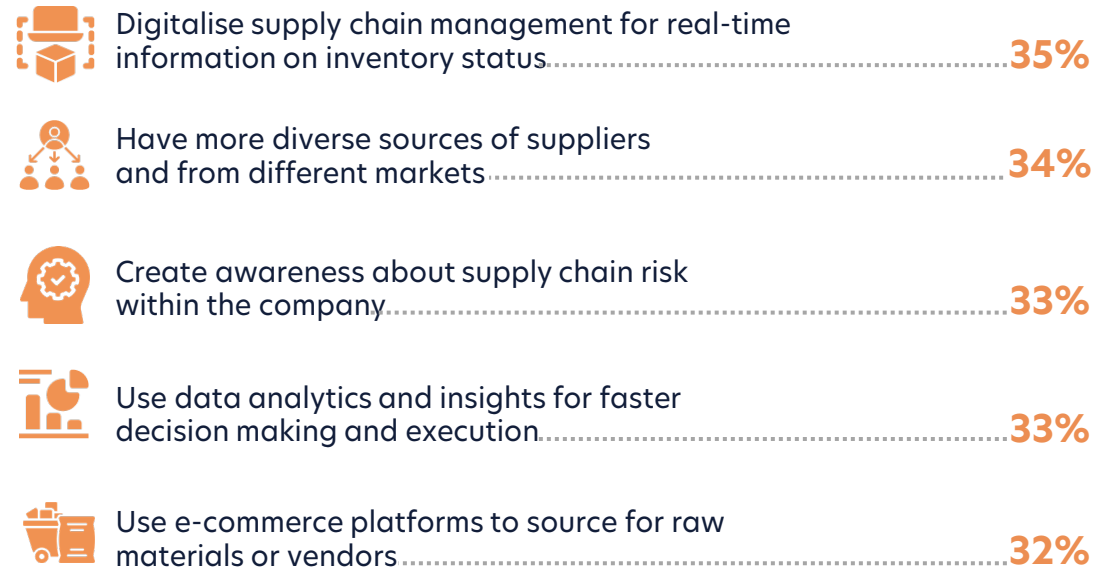 Digitalise supply chain management for real-time
information on inventory status 35%
Have more diverse sources of suppliers
and from different markets 34%
Create awareness about supply chain risk
within the company 33%
Use data analytics and insights for faster
decision making and execution 33%
Use e-commerce platforms to source for raw
materials or vendors 32%